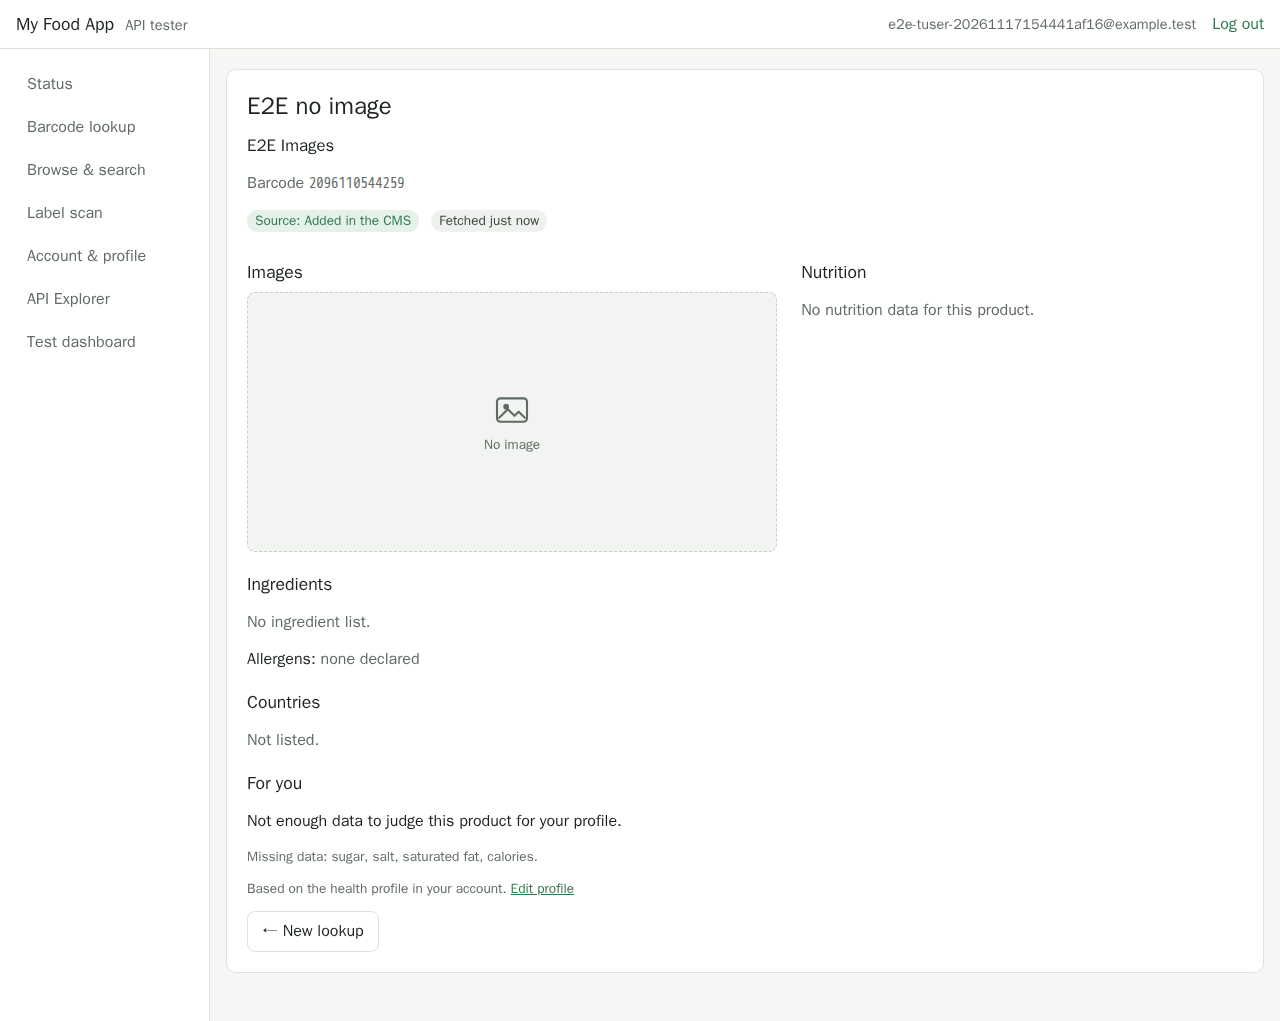 My Food App API tester
e2e-tuser-20261117154441af16@example.test Log out
Status
Barcode lookup
Browse & search
Label scan
Account & profile
API Explorer
Test dashboard
E2E no image
E2E Images
Barcode 2096110544259
Source: Added in the CMS Fetched just now
Images
No image
Nutrition
No nutrition data for this product.
Ingredients
No ingredient list.
Allergens: none declared
Countries
Not listed.
For you
Not enough data to judge this product for your profile.
Missing data: sugar, salt, saturated fat, calories.
Based on the health profile in your account. Edit profile
← New lookup